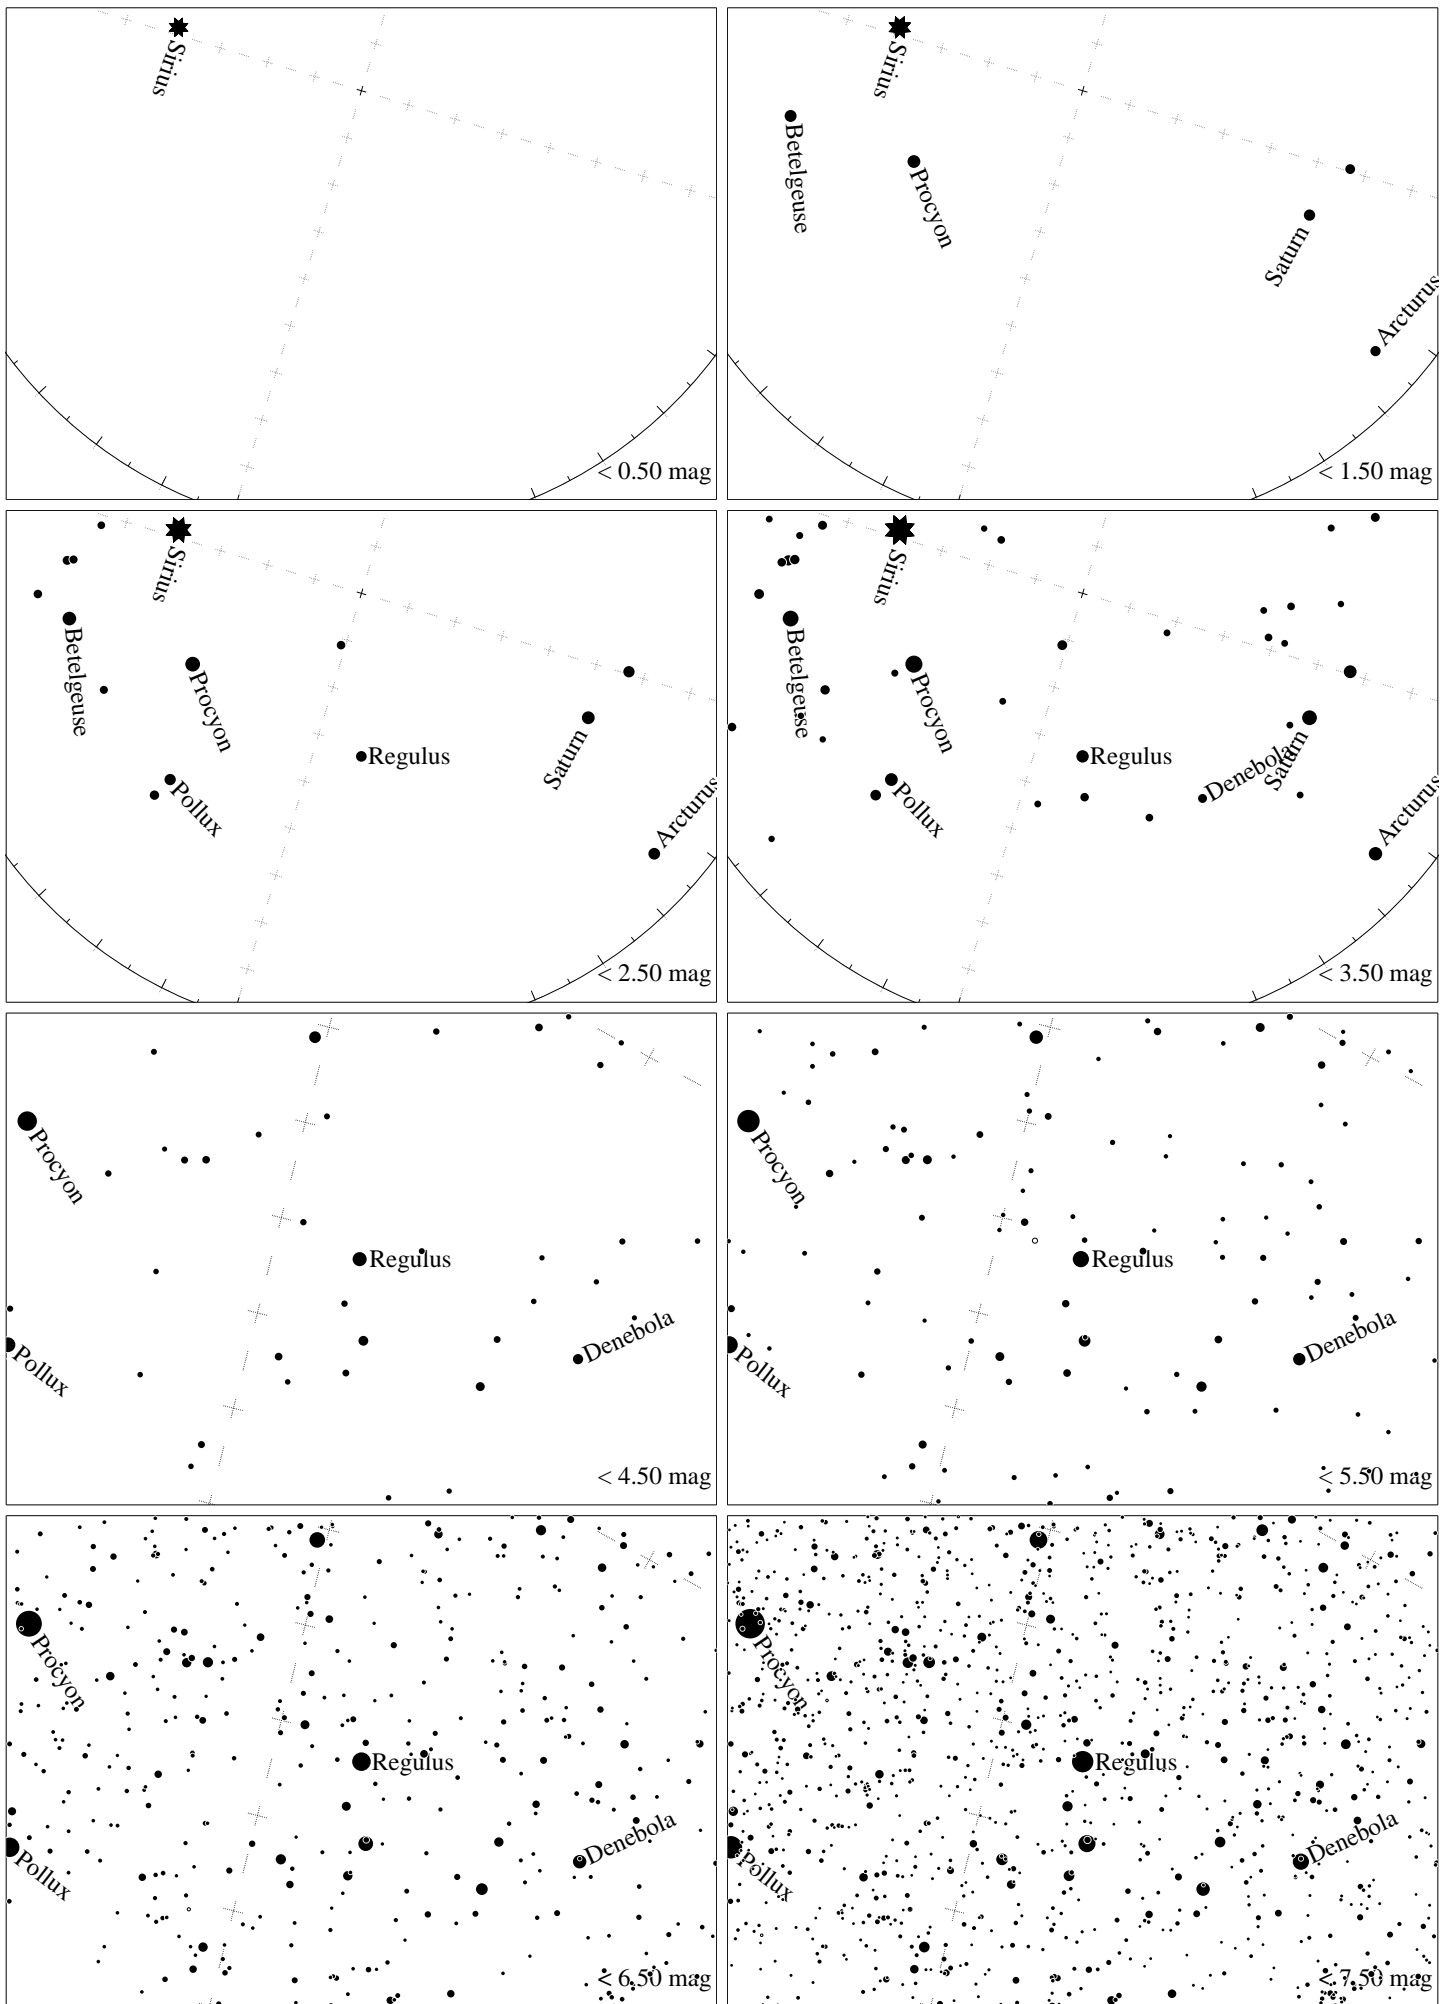 Sirius
< 0.50 mag
Sirius
Betelgeuse
Procyon
Saturn
Arcturus
< 1.50 mag
Sirius
Betelgeuse
Procyon
Regulus
Saturn
Pollux
Arcturus
< 2.50 mag
Sirius
Betelgeuse
Procyon
Regulus
Saturn
Denebola
Pollux
Arcturus
< 3.50 mag
Procyon
Regulus
Denebola
Pollux
< 4.50 mag
Procyon
Regulus
Denebola
Pollux
< 5.50 mag
Procyon
Regulus
Denebola
Pollux
< 6.50 mag
Procyon
Regulus
Denebola
Pollux
< 7.50 mag